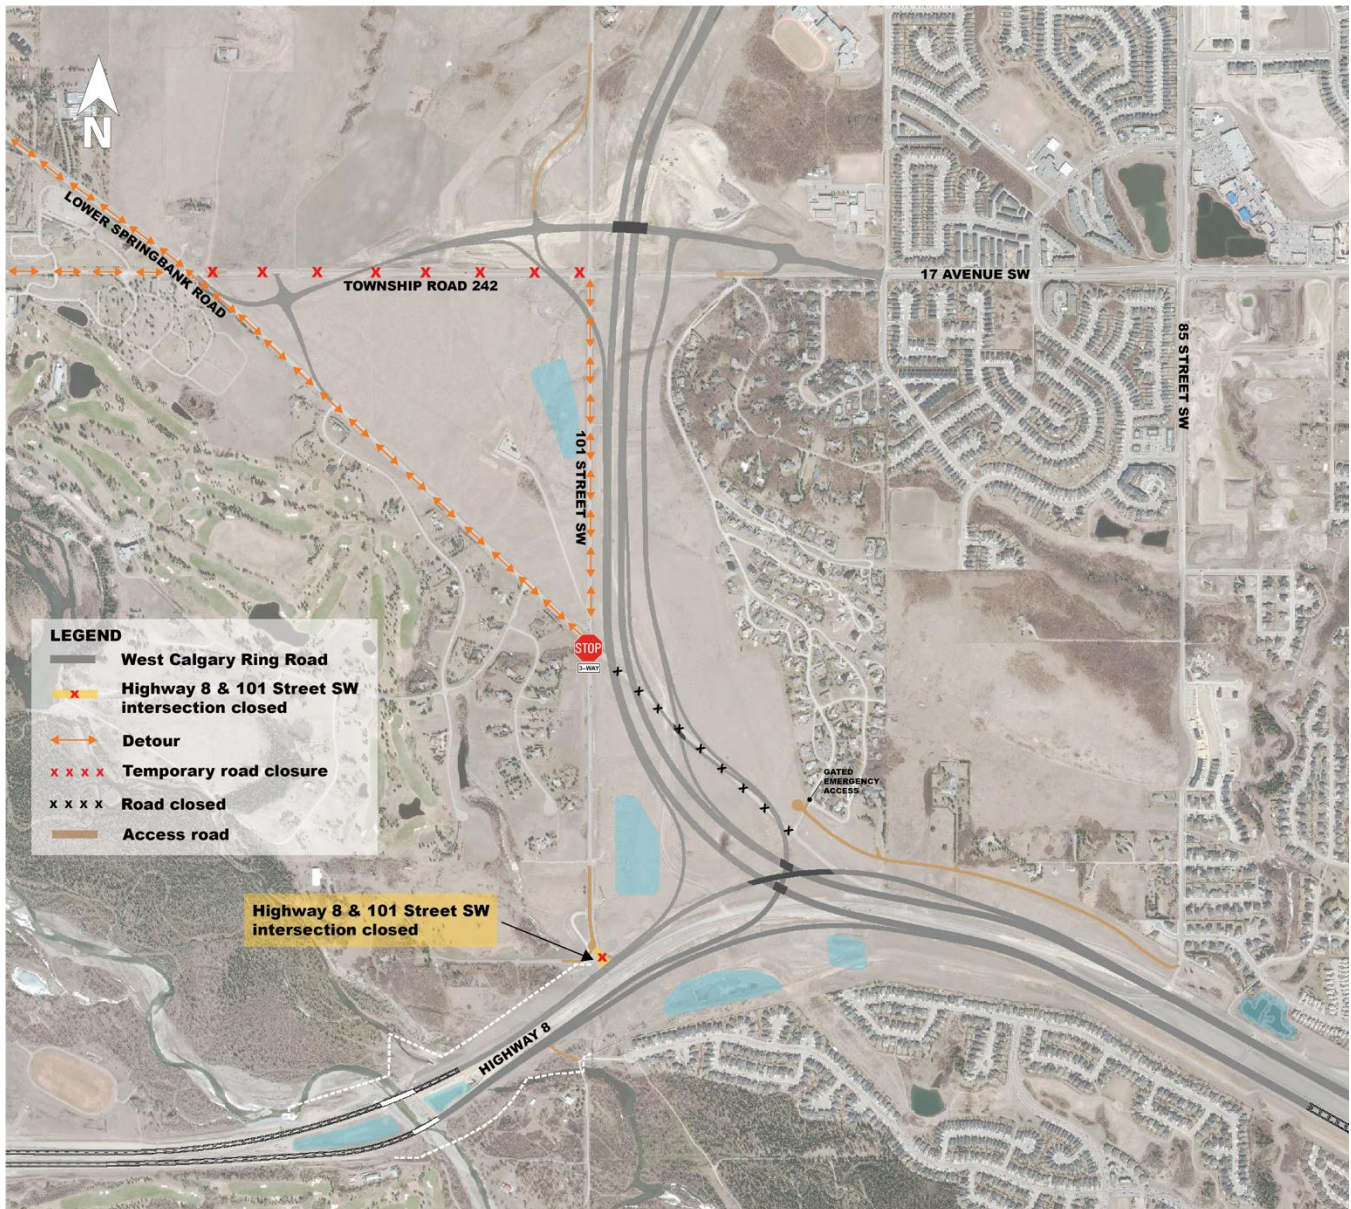 N
LOWER SPRINGBANK ROAD
TOWNSHIP ROAD 242
17 AVENUE SW
85 STREET SW
101 STREET SW
STOP
3-WAY
LEGEND
West Calgary Ring Road
x
Highway 8 & 101 Street SW
intersection closed
Detour
x x x x
Temporary road closure
x x x x
Road closed
Access road
GATED
EMERGENCY
ACCESS
Highway 8 & 101 Street SW
intersection closed
HIGHWAY 8